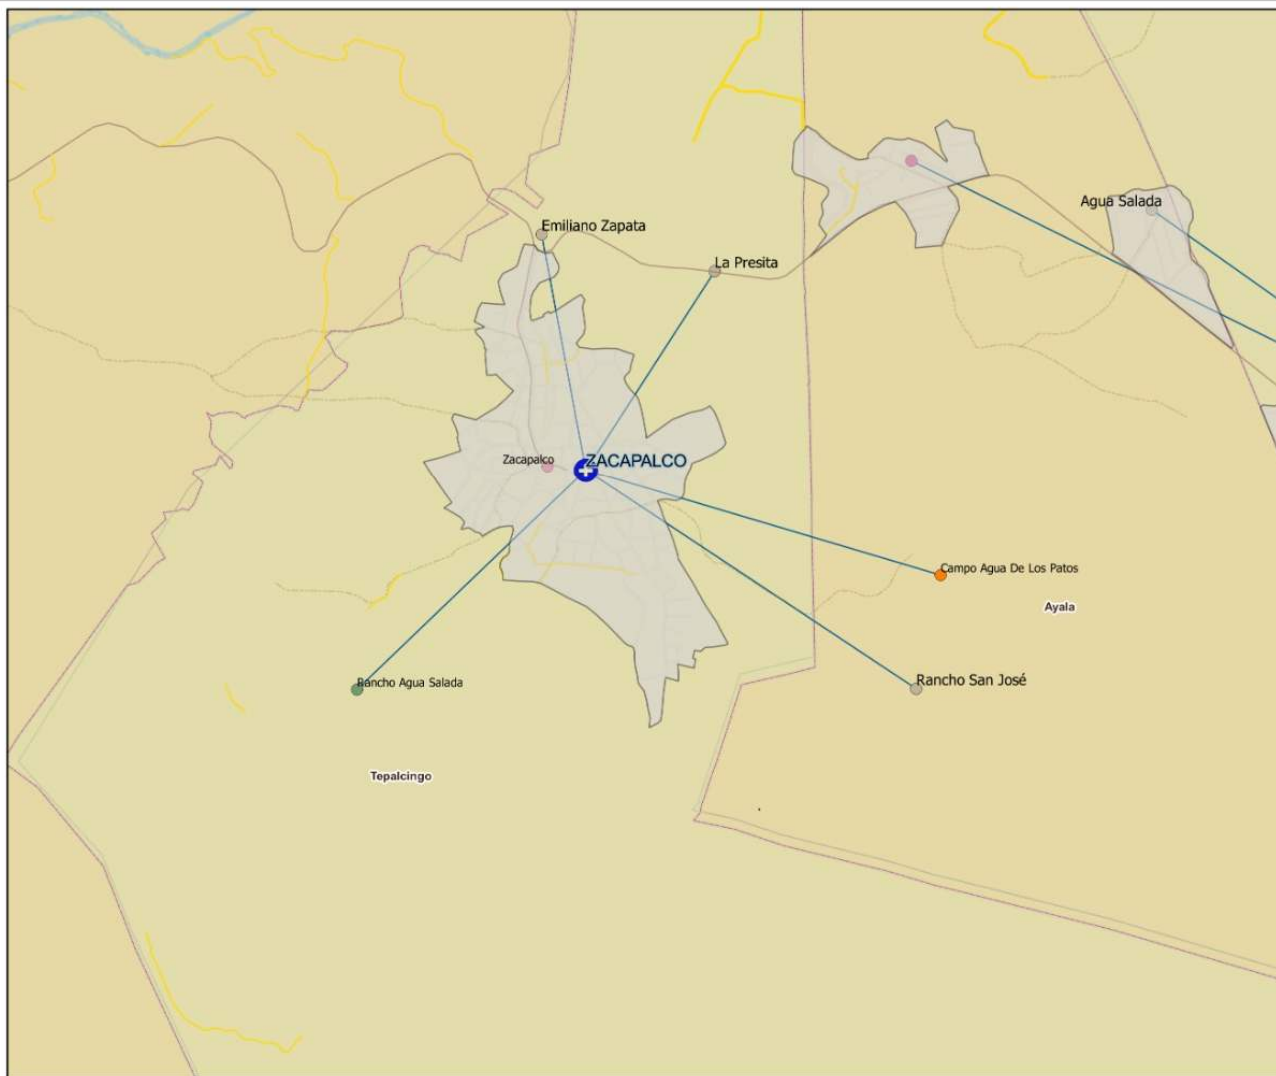 Agua Salada
Emiliano Zapata
La Presita
Zacapalco
ZACAPALCO
Campo Agua De Los Patos
Ayala
Rancho San José
Rancho Agua Salada
Tepalcingo